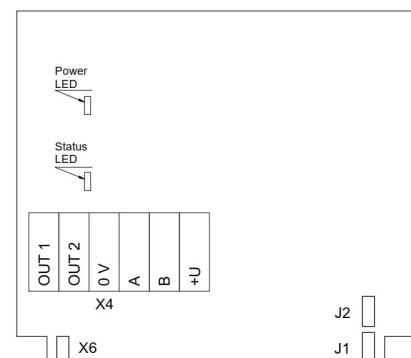 Power
LED
Status
LED
OUT 1
OUT 2
0 V
A
B
+U
X4
J2
X6
J1